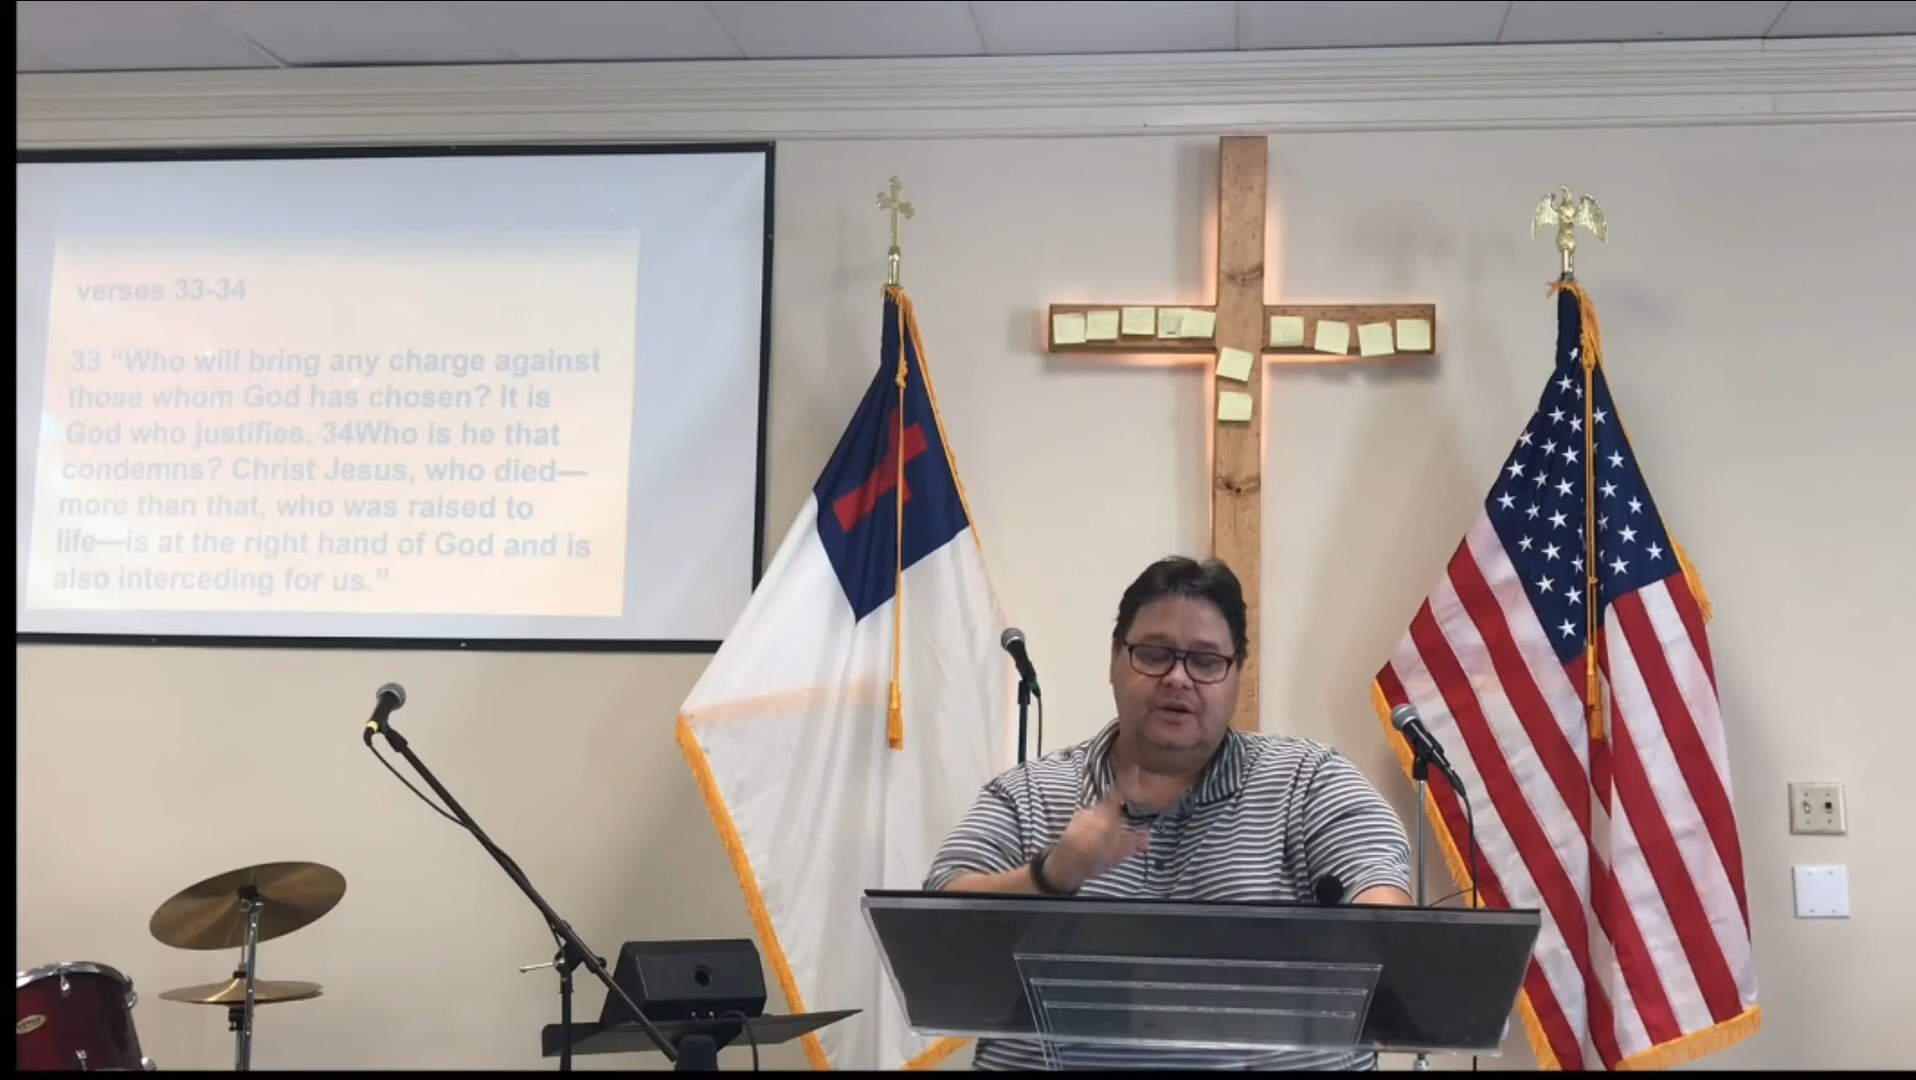 verses 33-34
33 “Who will bring any charge against
those whom God has chosen? It is
God who justifies. 34Who is he that
condemns? Christ Jesus, who died—
more than that, who was raised to
life—is at the right hand of God and is
also interceding for us.”